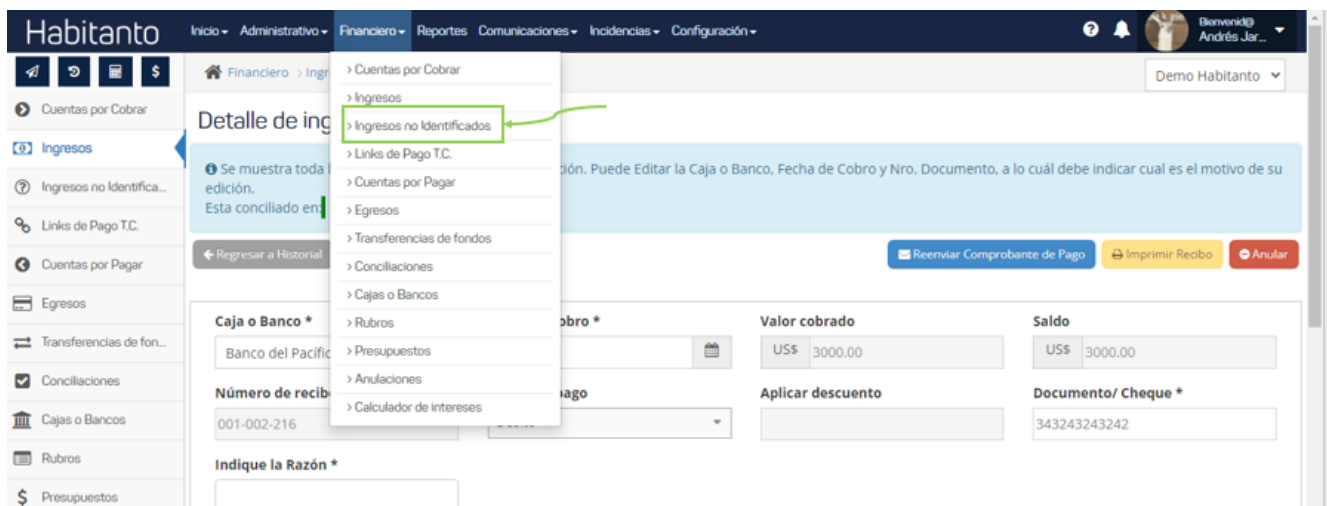 Habitanto
Inicio Administrativo Financiero Reportes Comunicaciones Incidencias Configuración
Bienvenid@
Andrés Jar...
Financiero > Ingr
Demo Habitanto
Cuentas por Cobrar
Ingresos
Ingresos no Identifica...
Links de Pago T.C.
Cuentas por Pagar
Egresos
Transferencias de fon...
Conciliaciones
Cajas o Bancos
Rubros
Presupuestos
> Cuentas por Cobrar
> Ingresos
> Ingresos no Identificados
> Links de Pago T.C.
> Cuentas por Pagar
> Egresos
> Transferencias de fondos
> Conciliaciones
> Cajas o Bancos
> Rubros
> Presupuestos
> Anulaciones
> Calculador de intereses
Detalle de ing
Se muestra toda l ción. Puede Editar la Caja o Banco, Fecha de Cobro y Nro. Documento, a lo cuál debe indicar cual es el motivo de su
edición.
Esta conciliado en:
Regresar a Historial
Reenviar Comprobante de Pago
Imprimir Recibo
Anular
Caja o Banco * obro * Valor cobrado Saldo
Banco del Pacífic US$ 3000.00 US$ 3000.00
Número de recib pago Aplicar descuento Documento/ Cheque *
001-002-216 343243243242
Indique la Razón *